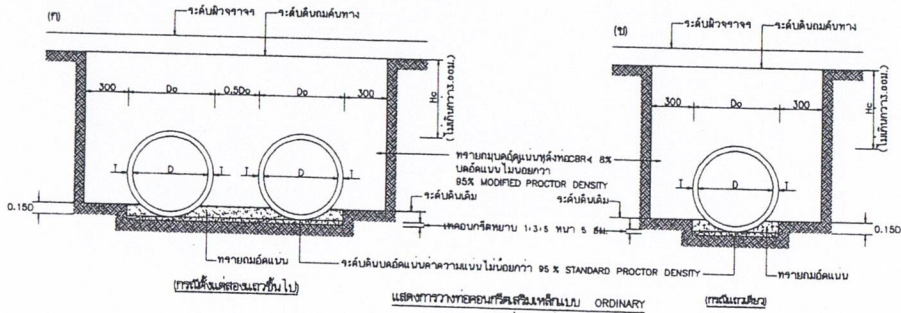 (ก)
ระดับผิวจราจร
ระดับดินถมคันทาง
300
Do
0.5Do
Do
300
Hc
(ไม่เกินกว่า3.00ม.)
T
D
T
T
D
T
0.15D
ระดับดินเดิม
ทรายถมอัดแน่น
(กรณีตั้งแต่สองแถวขึ้นไป)
ทรายถมบดอัดแน่นหลังท่อCBR< 8%
บดอัดแน่นไม่น้อยกว่า
95% MODIFIED PROCTOR DENSITY
เทคอนกรีตหยาบ 1:3:5 หนา 5 ซม.
ระดับดินบดอัดแน่นค่าความแน่นไม่น้อยกว่า 95 % STANDARD PROCTOR DENSITY
(ข)
ระดับผิวจราจร
ระดับดินถมคันทาง
300
Do
300
Hc
(ไม่เกินกว่า3.00ม.)
T
D
T
ระดับดินเดิม
0.15D
ทรายถมอัดแน่น
(กรณีแถวเดียว)
แสดงการวางท่อคอนกรีตเสริมเหล็กแบบ ORDINARY